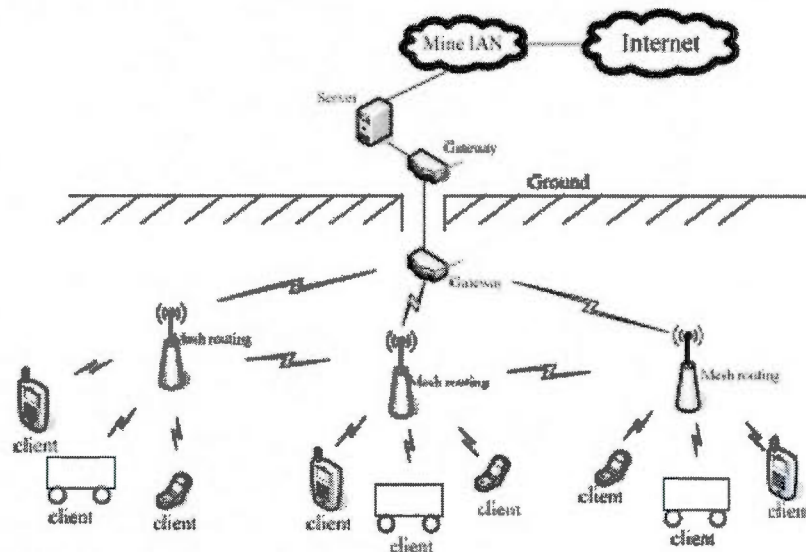 Mine IAN
Internet
Server
Gateway
Ground
Gateway
Mesh routing
Mesh routing
Mesh routing
client
client
client
client
client
client
client
client
client